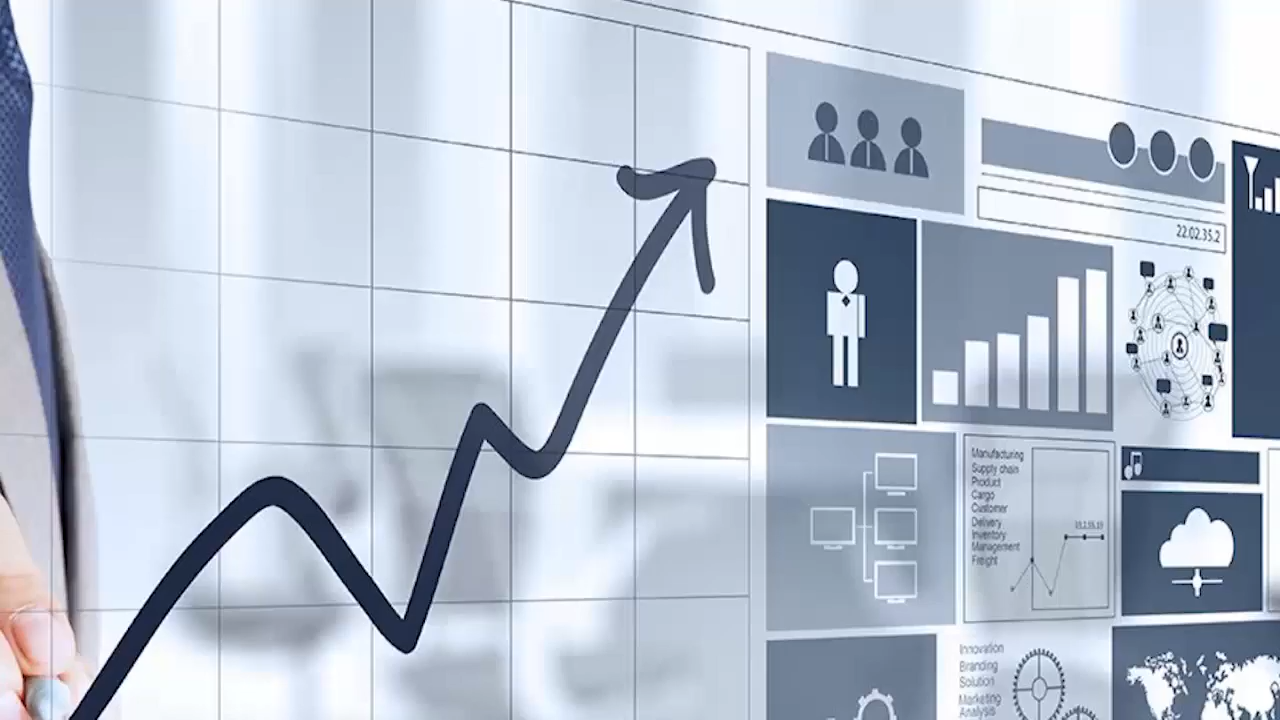 22.02.35.2
Manufacturing
Supply chain
Product
Cargo
Customer
Delivery
Inventory
Management
Freight
Innovation
Branding
Solution
Marketing
Analysis